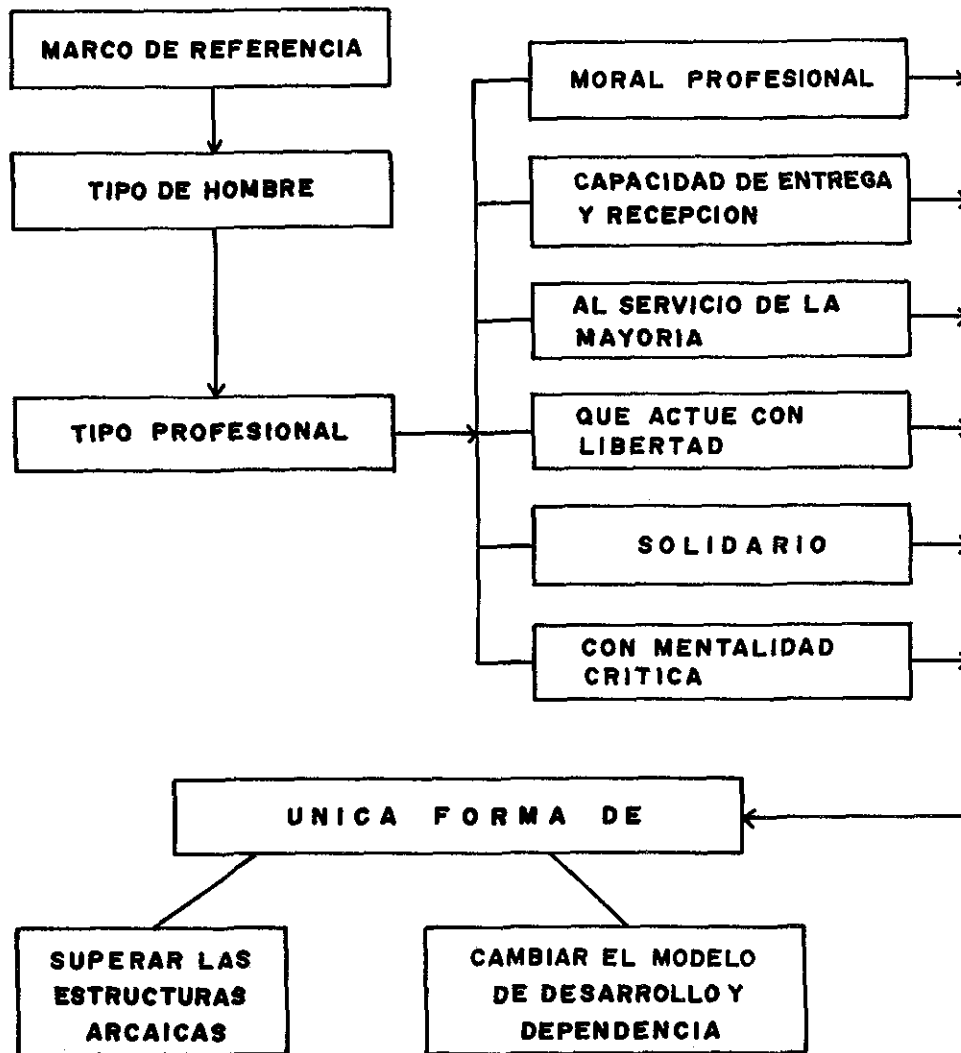 MARCO DE REFERENCIA
TIPO DE HOMBRE
TIPO PROFESIONAL
MORAL PROFESIONAL
CAPACIDAD DE ENTREGA
Y RECEPCION
AL SERVICIO DE LA
MAYORIA
QUE ACTUE CON
LIBERTAD
SOLIDARIO
CON MENTALIDAD
CRITICA
UNICA FORMA DE
SUPERAR LAS
ESTRUCTURAS
ARCAICAS
CAMBIAR EL MODELO
DE DESARROLLO Y
DEPENDENCIA